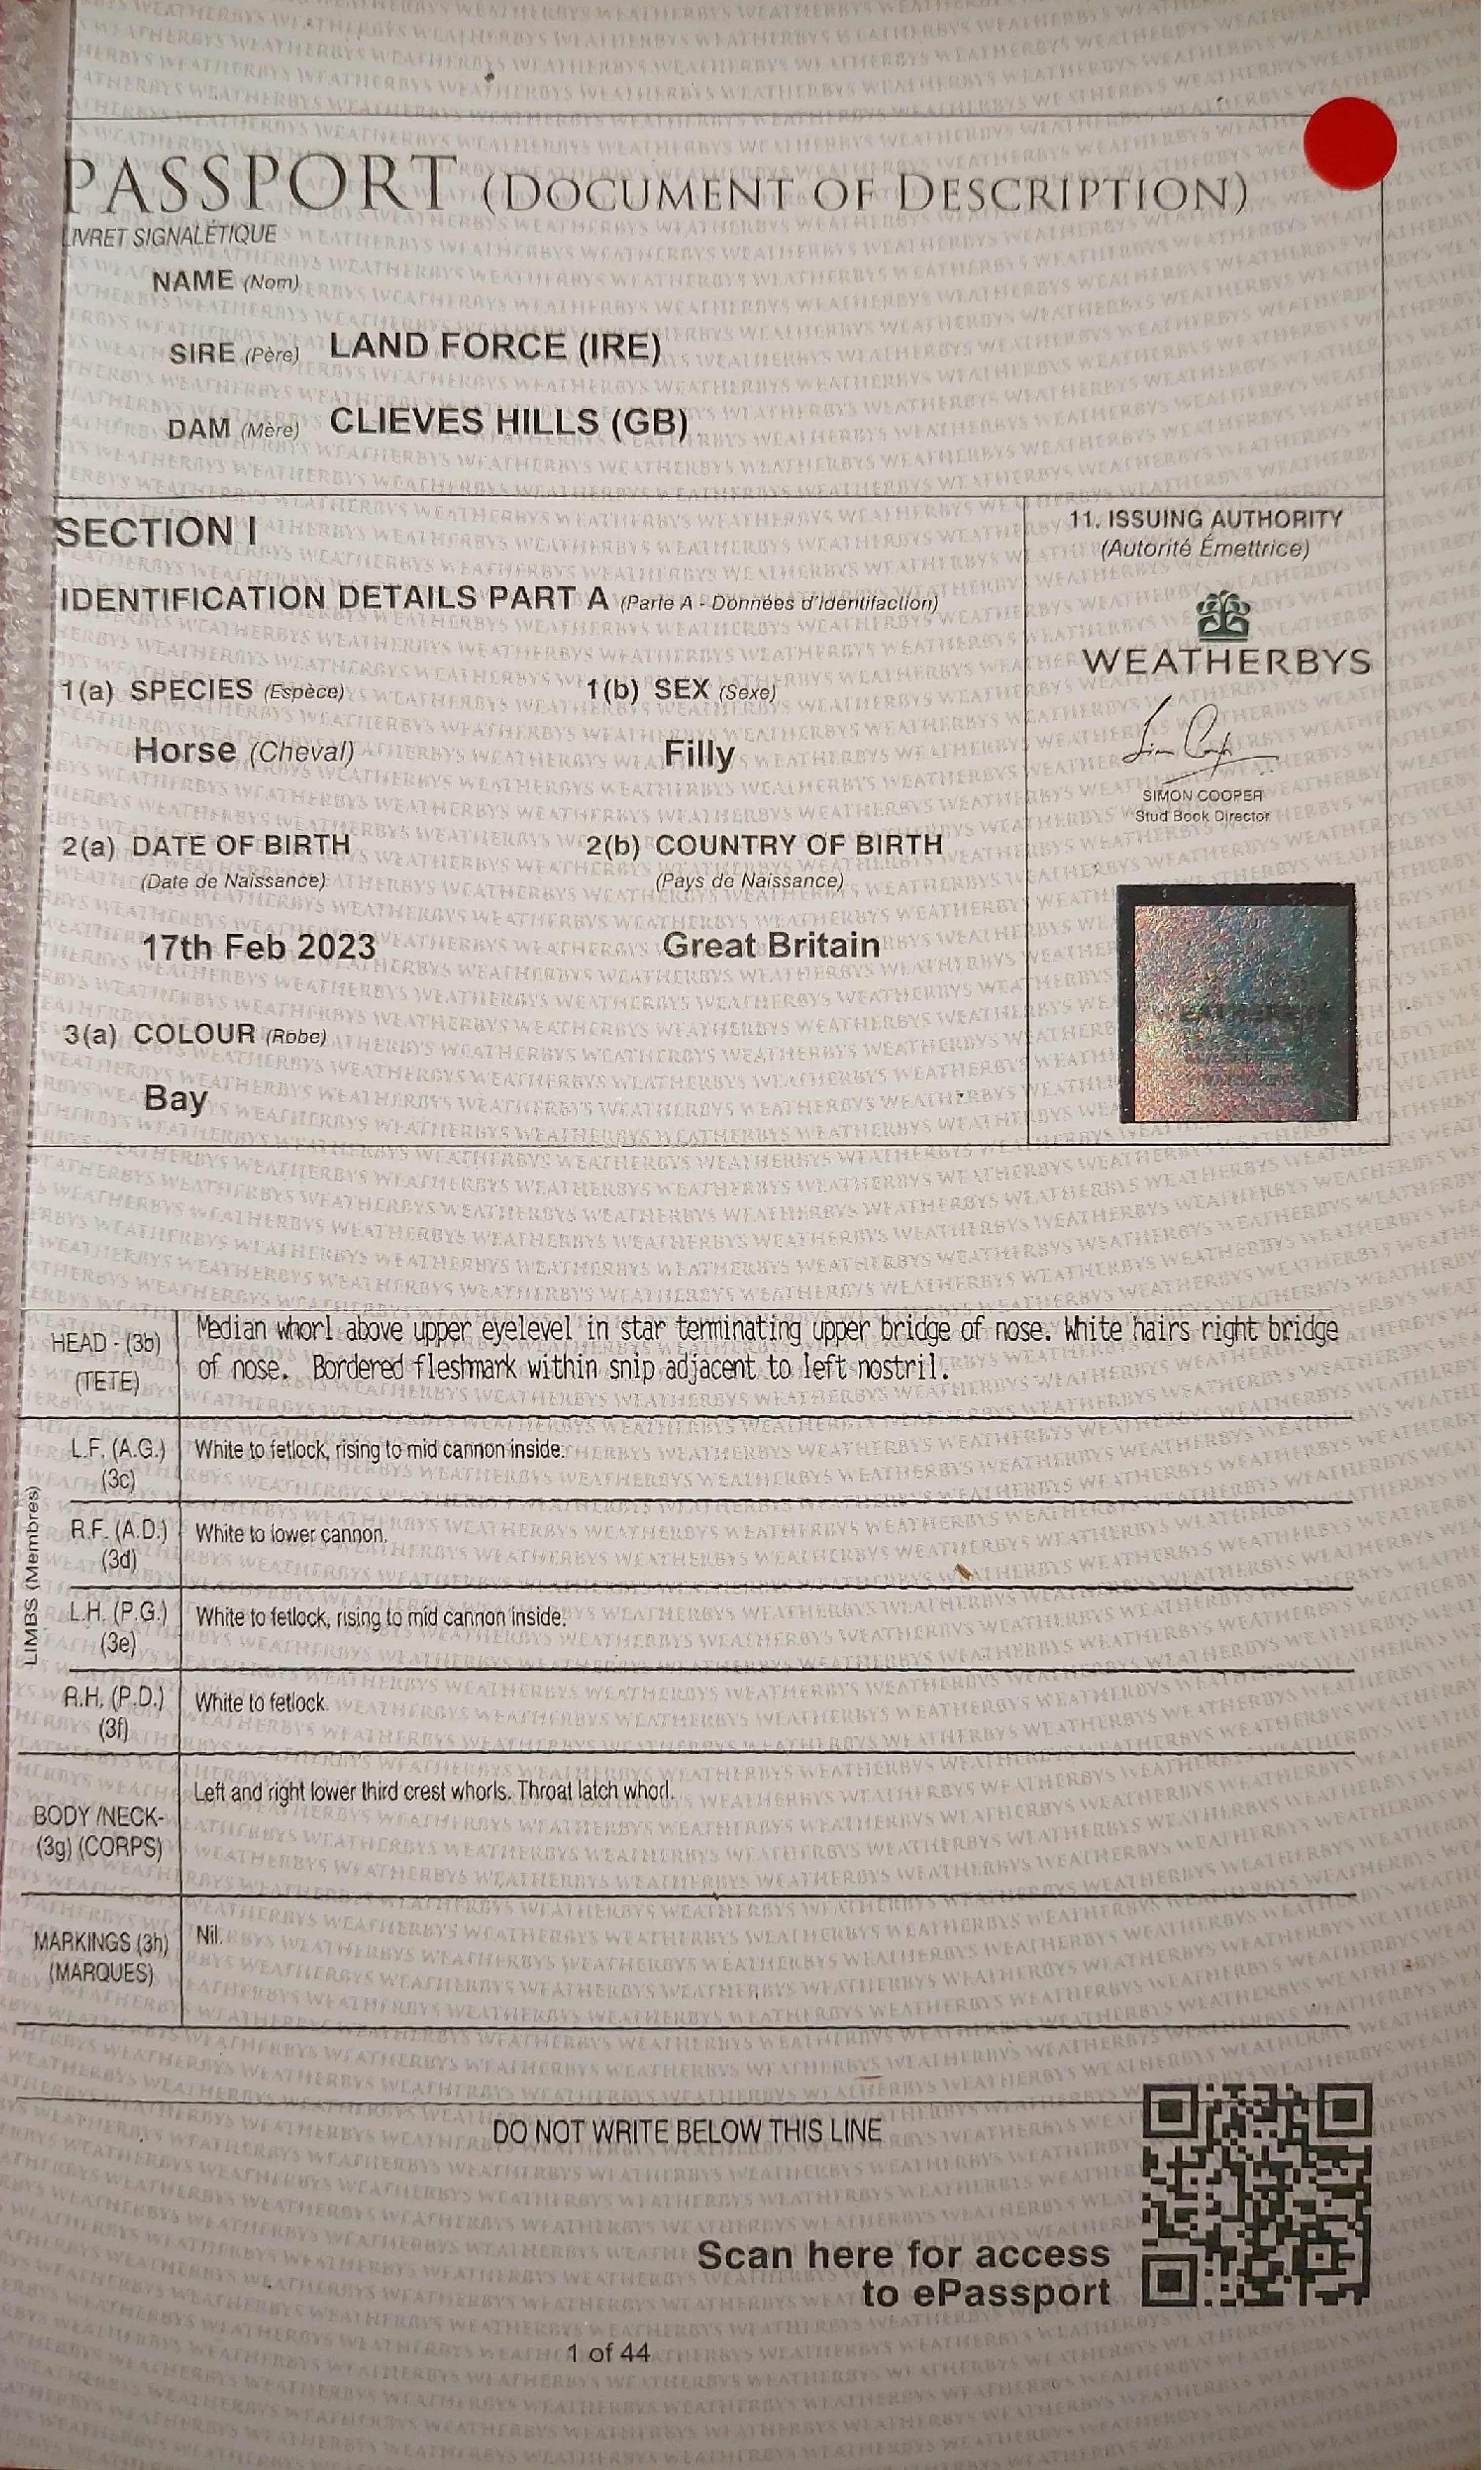 PASSPORT (DOCUMENT OF DESCRIPTION)
LIVRET SIGNALÉTIQUE
NAME (Nom)
SIRE (Père) LAND FORCE (IRE)
DAM (Mère) CLIEVES HILLS (GB)
SECTION I
IDENTIFICATION DETAILS PART A (Partie A - Données d'identifaction)
1(a) SPECIES (Espèce)
1(b) SEX (Sexe)
Horse (Cheval)
Filly
2(a) DATE OF BIRTH
(Date de Naissance)
2(b) COUNTRY OF BIRTH
(Pays de Naissance)
17th Feb 2023
Great Britain
3(a) COLOUR (Robe)
Bay
11. ISSUING AUTHORITY
(Autorité Émettrice)
WEATHERBYS
SIMON COOPER
Stud Book Director
HEAD - (3b)
(TETE)
Median whorl above upper eyelevel in star terminating upper bridge of nose. White hairs right bridge
of nose. Bordered fleshmark within snip adjacent to left nostril.
LIMBS (Membres)
L.F. (A.G.)
(3c)
White to fetlock, rising to mid cannon inside.
R.F. (A.D.)
(3d)
White to lower cannon.
L.H. (P.G.)
(3e)
White to fetlock, rising to mid cannon inside.
R.H. (P.D.)
(3f)
White to fetlock.
BODY /NECK-
(3g) (CORPS)
Left and right lower third crest whorls. Throat latch whorl.
MARKINGS (3h)
(MARQUES)
Nil.
DO NOT WRITE BELOW THIS LINE
Scan here for access
to ePassport
1 of 44